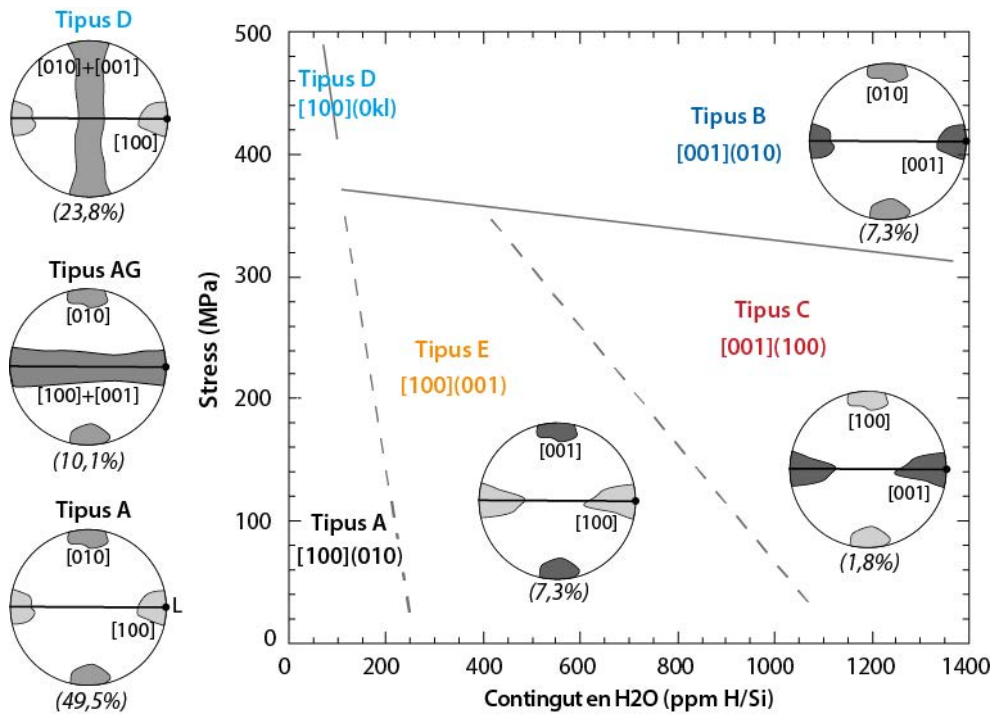 Tipus D
[010]+[001]
[100]
(23,8%)
Tipus AG
[010]
[100]+[001]
(10,1%)
Tipus A
[010]
L
[100]
(49,5%)
Stress (MPa)
500
400
300
200
100
0
Tipus D
[100](0kl)
Tipus B
[001](010)
[010]
[001]
(7,3%)
Tipus E
[100](001)
Tipus C
[001](100)
Tipus A
[100](010)
[001]
[100]
(7,3%)
[100]
[001]
(1,8%)
0 200 400 600 800 1000 1200 1400
Contingut en H2O (ppm H/Si)